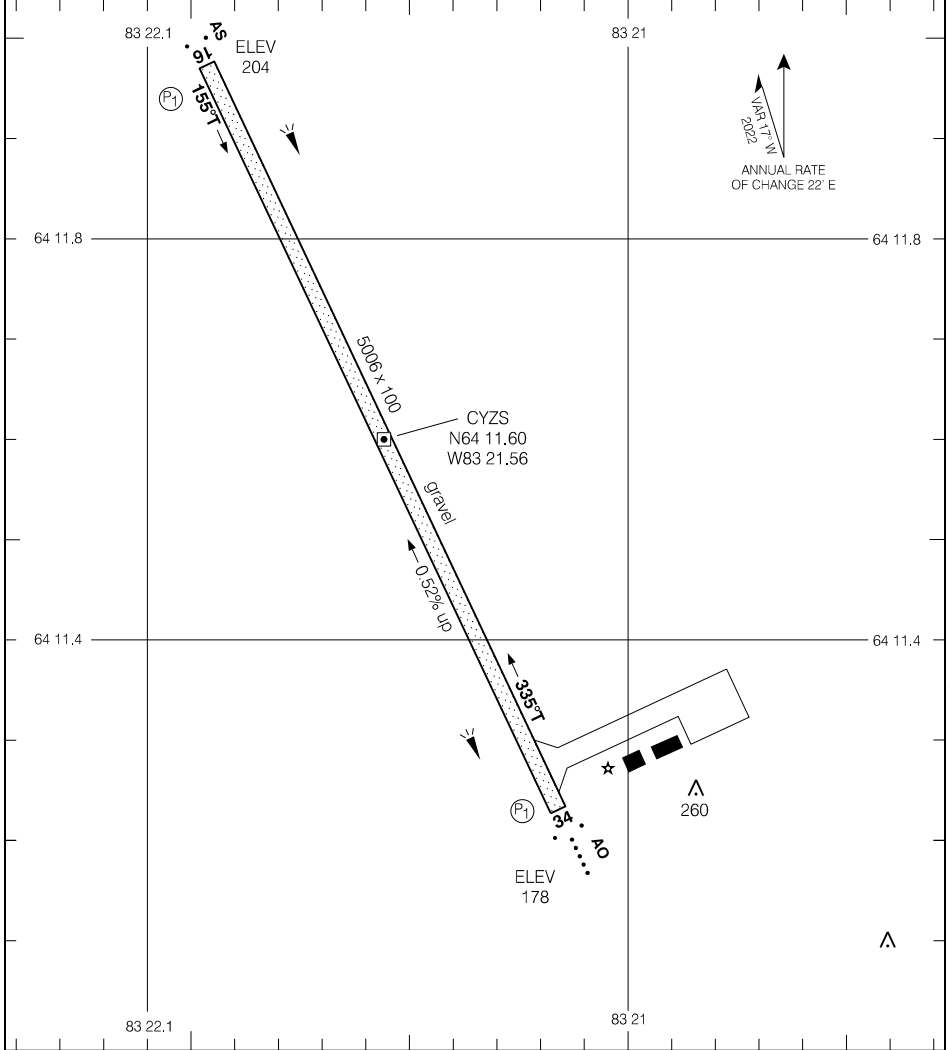 83 22.1
83 21
AS
16
ELEV
204
P1
155°T
VAR 17° W
2022
ANNUAL RATE
OF CHANGE 22' E
64 11.8
64 11.8
5006 x 100
CYZS
N64 11.60
W83 21.56
gravel
0.52% up
64 11.4
64 11.4
335°T
260
P1
34
AO
ELEV
178
83 22.1
83 21